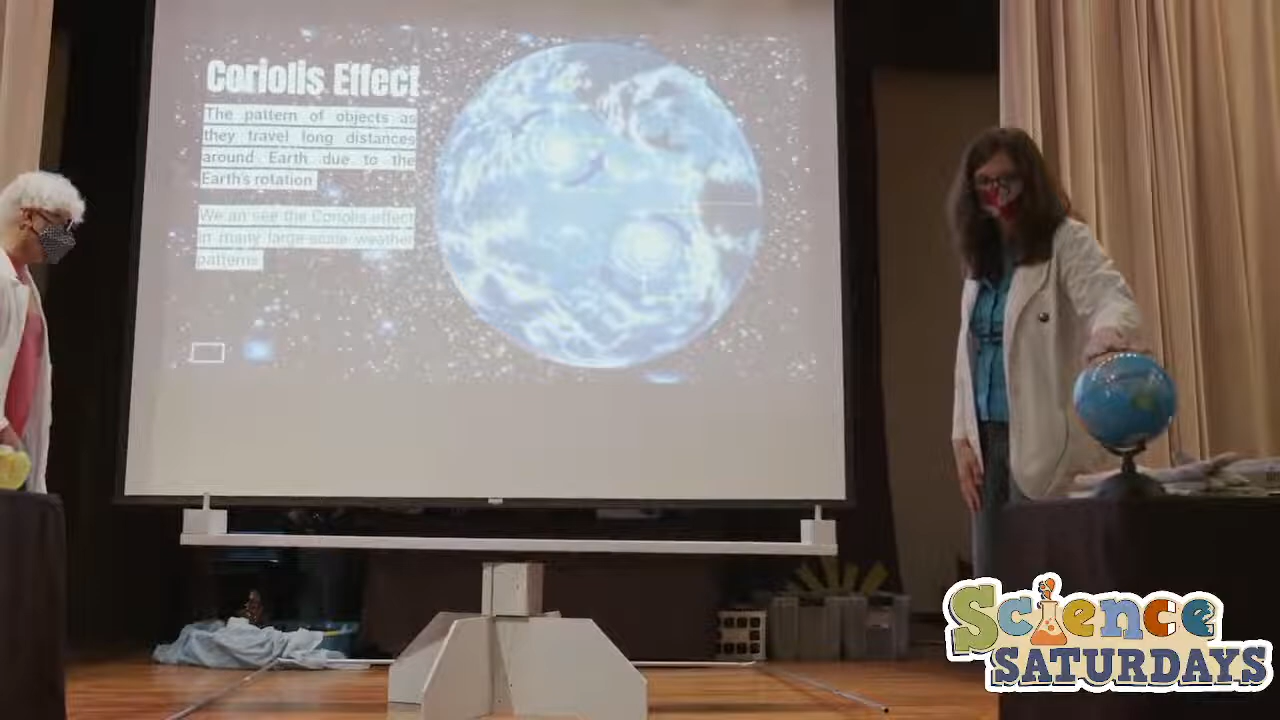 Coriolis Effect
The pattern of objects as
they travel long distances
around Earth due to the
Earth's rotation
We an see the Coriolis effect
in many large-scale weather
patterns
Science
SATURDAYS